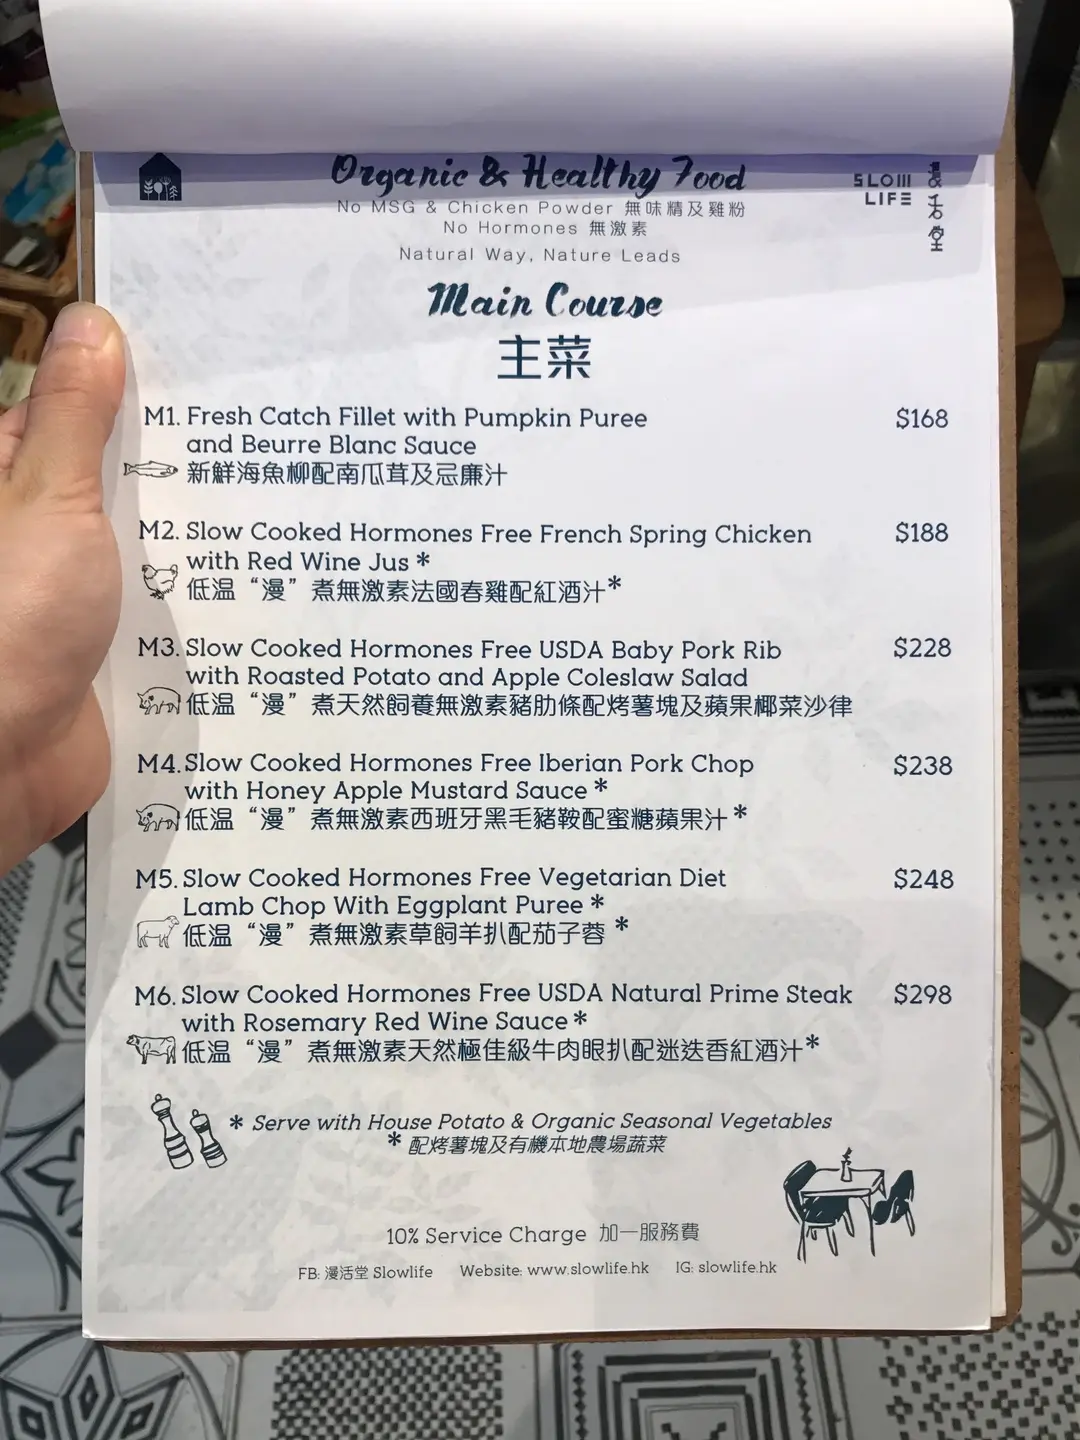 Organic & Healthy Food
SLOW LIFE
漫活堂
No MSG & Chicken Powder 無味精及雞粉
No Hormones 無激素
Natural Way, Nature Leads
Main Course
主菜
M1. Fresh Catch Fillet with Pumpkin Puree $168
and Beurre Blanc Sauce
新鮮海魚柳配南瓜茸及忌廉汁
M2. Slow Cooked Hormones Free French Spring Chicken $188
with Red Wine Jus *
低温“漫”煮無激素法國春雞配紅酒汁*
M3. Slow Cooked Hormones Free USDA Baby Pork Rib $228
with Roasted Potato and Apple Coleslaw Salad
低温“漫”煮天然飼養無激素豬肋條配烤薯塊及蘋果椰菜沙律
M4. Slow Cooked Hormones Free Iberian Pork Chop $238
with Honey Apple Mustard Sauce *
低温“漫”煮無激素西班牙黑毛豬鞍配蜜糖蘋果汁*
M5. Slow Cooked Hormones Free Vegetarian Diet $248
Lamb Chop With Eggplant Puree *
低温“漫”煮無激素草飼羊扒配茄子蓉 *
M6. Slow Cooked Hormones Free USDA Natural Prime Steak $298
with Rosemary Red Wine Sauce *
低温“漫”煮無激素天然極佳級牛肉眼扒配迷迭香紅酒汁*
* Serve with House Potato & Organic Seasonal Vegetables
* 配烤薯塊及有機本地農場蔬菜
10% Service Charge 加一服務費
FB: 漫活堂 Slowlife Website: www.slowlife.hk IG: slowlife.hk